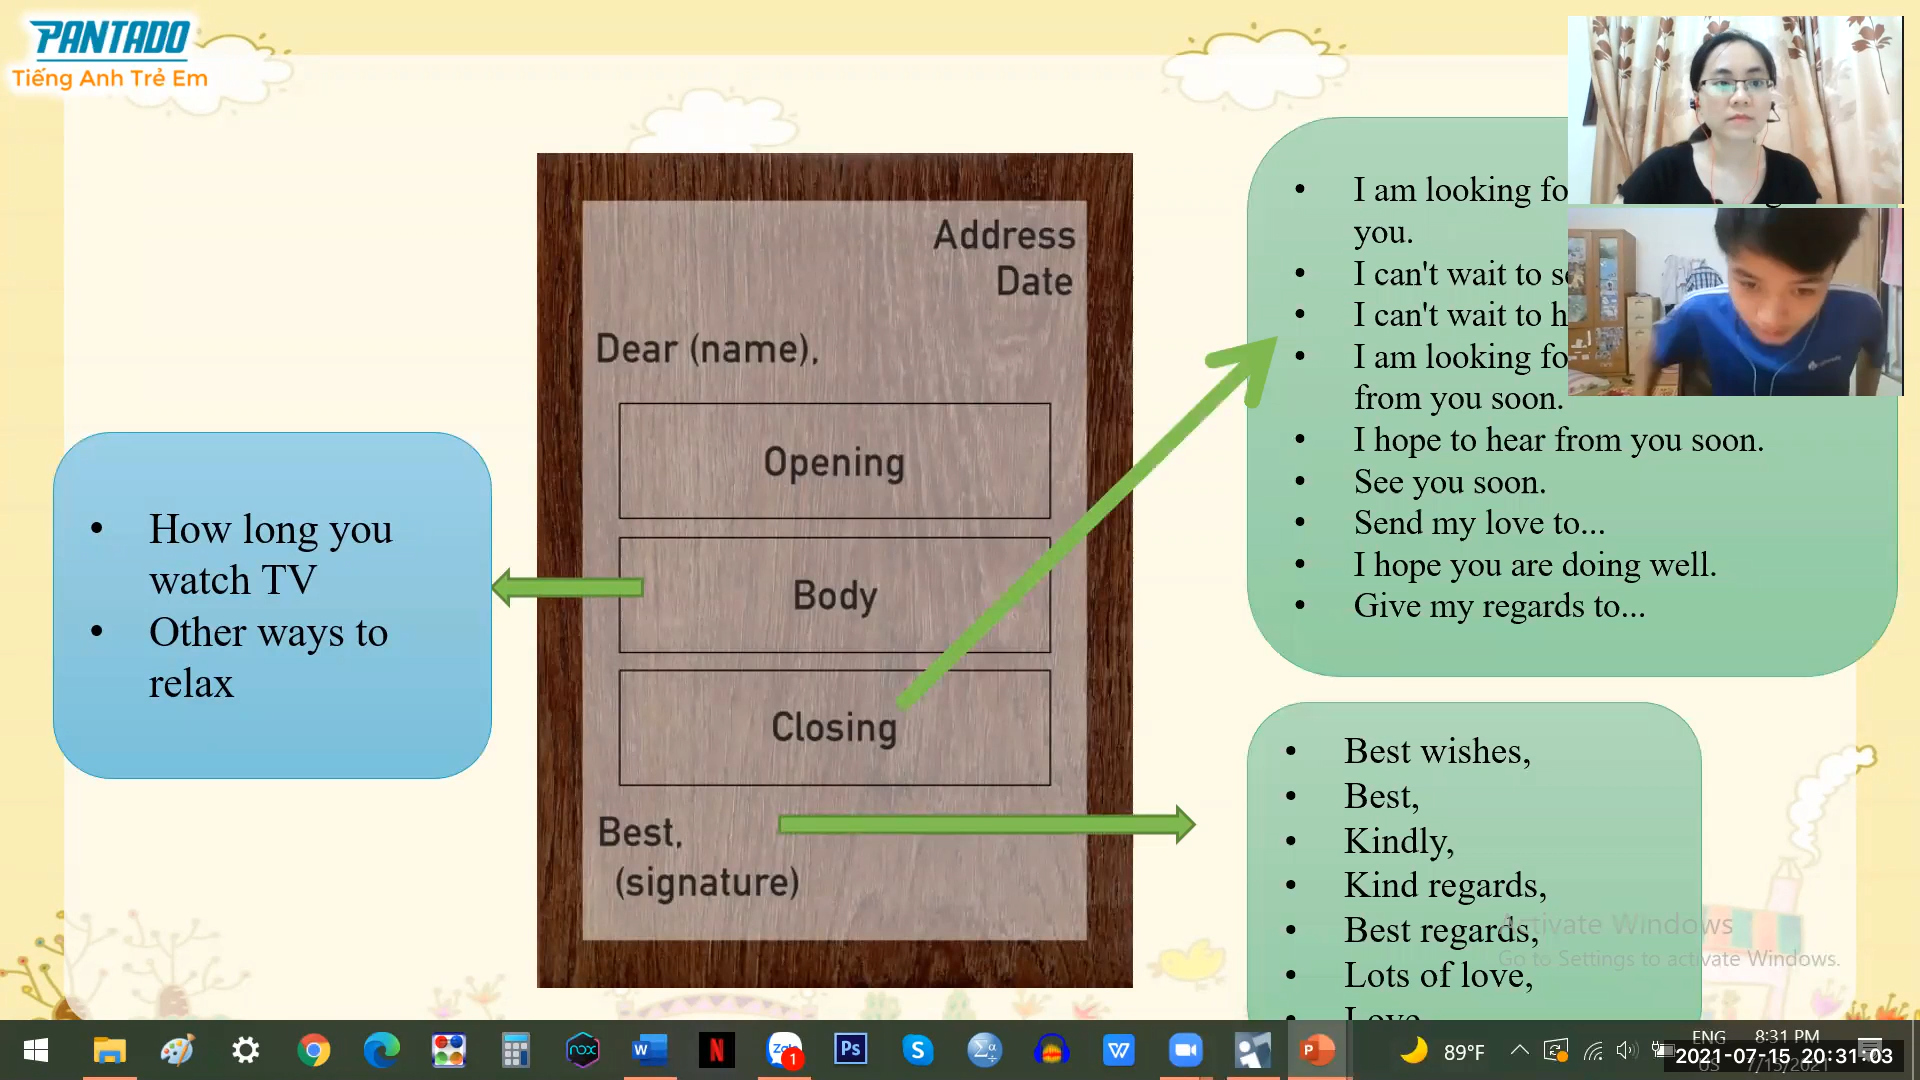 PANTADO
Tiếng Anh Trẻ Em
Address
Date
Dear (name),
Opening
Body
Closing
Best,
(signature)
• How long you
watch TV
• Other ways to
relax
• I am looking
you.
• I can't wait to
• I can't wait to
• I am looking
from you soon.
• I hope to hear from you soon.
• See you soon.
• Send my love to...
• I hope you are doing well.
• Give my regards to...
• Best wishes,
• Best,
• Kindly,
• Kind regards,
• Best regards,
• Lots of love,
• Love
Activate Windows
Go to Settings to activate Windows.
89°F
ENG
8:31 PM
2021-07-15 20:31:03